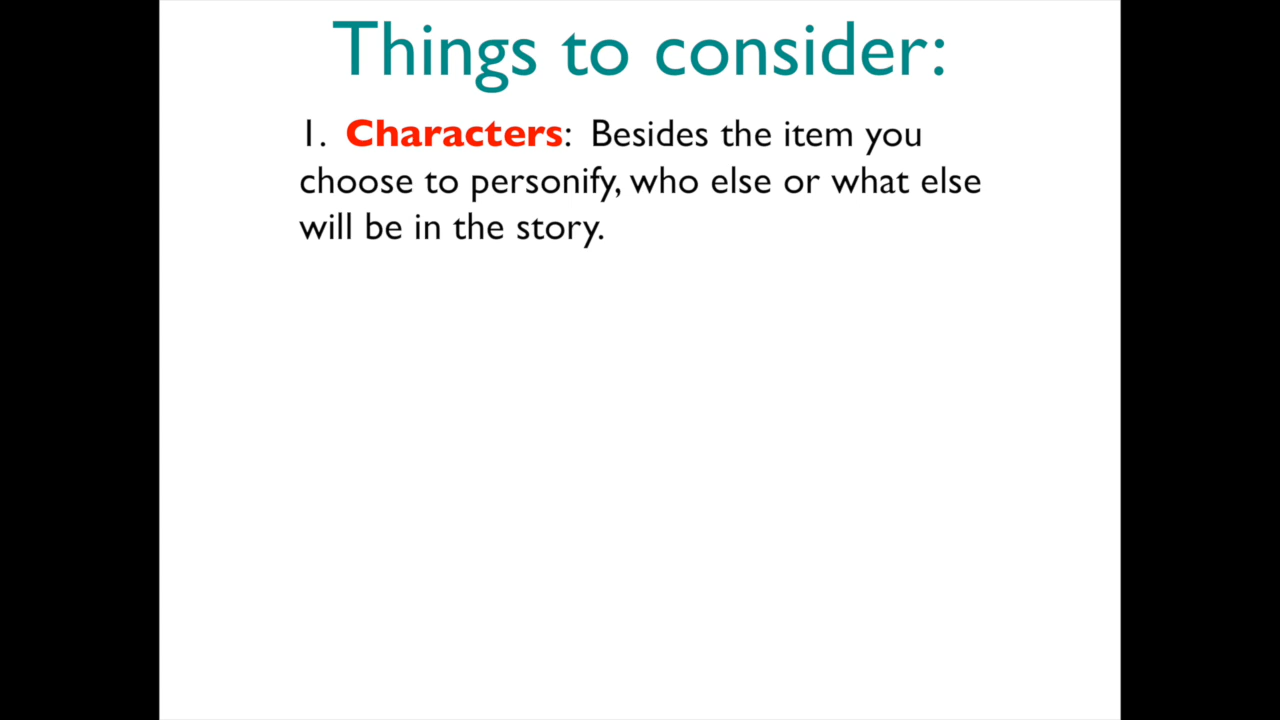 Things to consider:
1. Characters: Besides the item you
choose to personify, who else or what else
will be in the story.